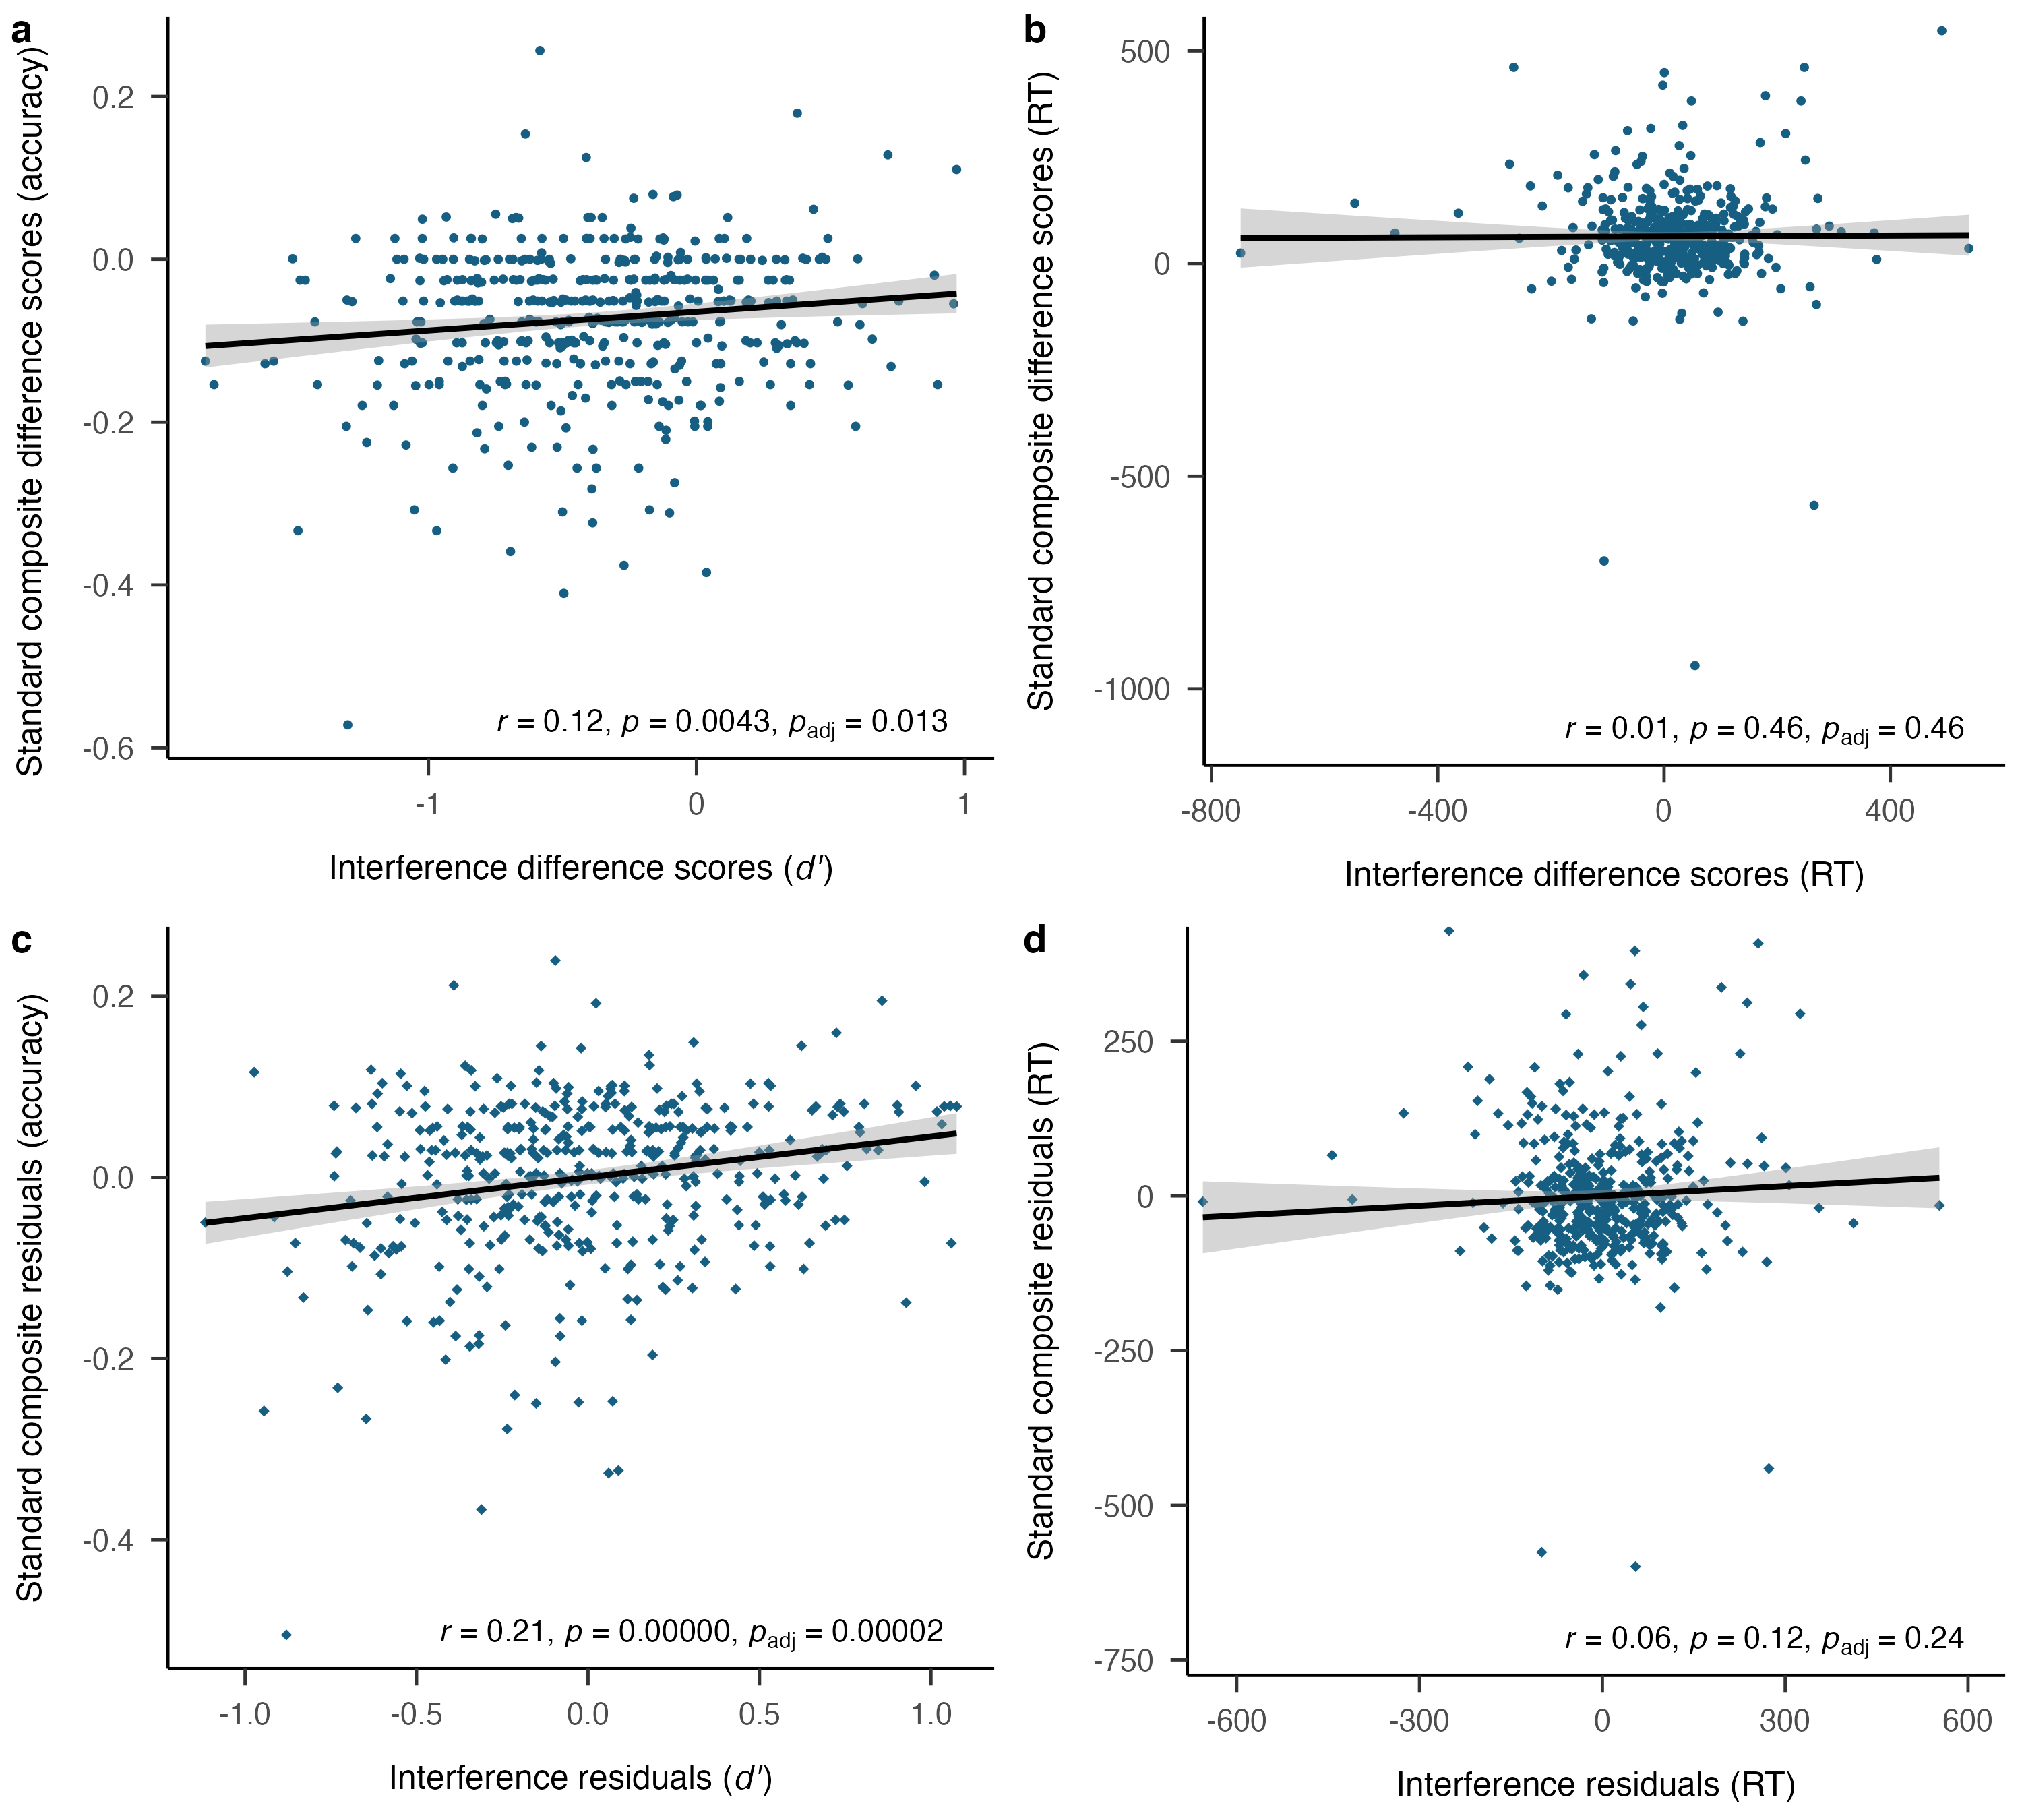 a
Standard composite difference scores (accuracy)
0.2
0.0
-0.2
-0.4
-0.6
r = 0.12, p = 0.0043, padj = 0.013
-1 0 1
Interference difference scores (d')
b
Standard composite difference scores (RT)
500
0
-500
-1000
r = 0.01, p = 0.46, padj = 0.46
-800 -400 0 400
Interference difference scores (RT)
c
Standard composite residuals (accuracy)
0.2
0.0
-0.2
-0.4
r = 0.21, p = 0.00000, padj = 0.00002
-1.0 -0.5 0.0 0.5 1.0
Interference residuals (d')
d
Standard composite residuals (RT)
250
0
-250
-500
-750
r = 0.06, p = 0.12, padj = 0.24
-600 -300 0 300 600
Interference residuals (RT)